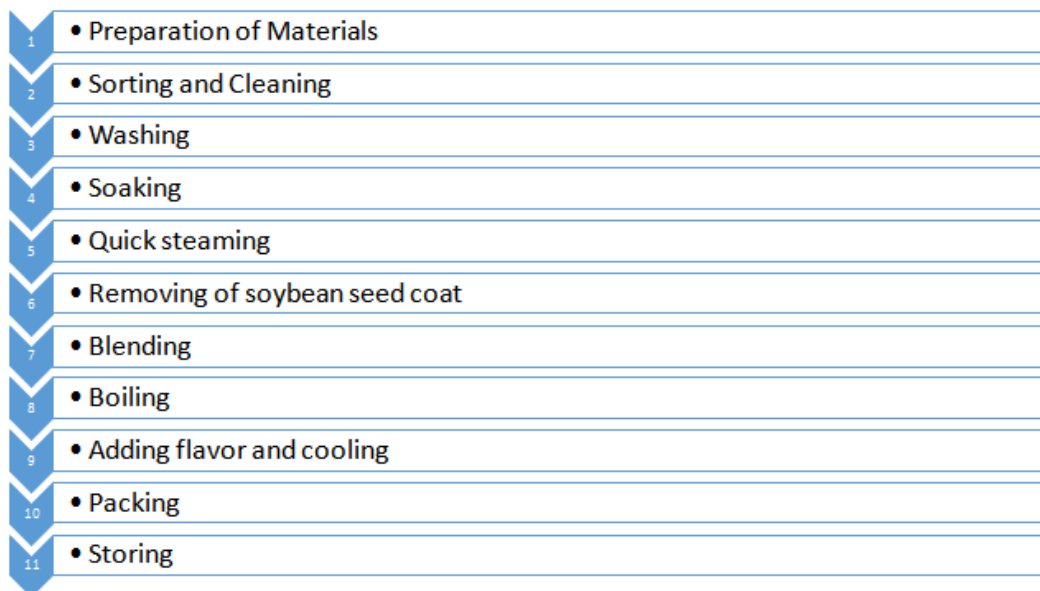 1 • Preparation of Materials
2 • Sorting and Cleaning
3 • Washing
4 • Soaking
5 • Quick steaming
6 • Removing of soybean seed coat
7 • Blending
8 • Boiling
9 • Adding flavor and cooling
10 • Packing
11 • Storing